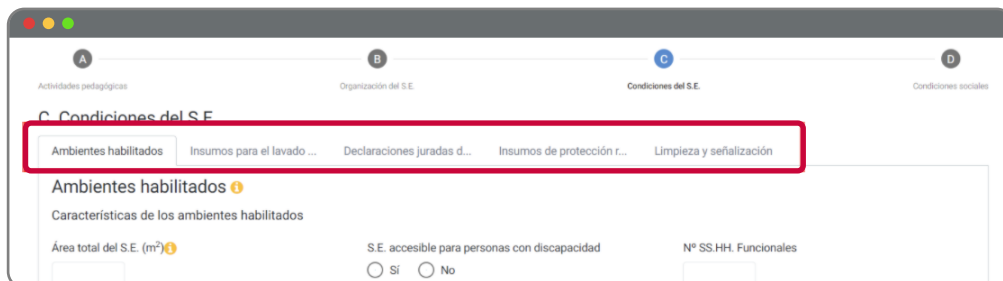 A B C D
Actividades pedagógicas Organización del S.E. Condiciones del S.E. Condiciones sociales
C. Condiciones del S.E.
Ambientes habilitados Insumos para el lavado ... Declaraciones juradas d... Insumos de protección r... Limpieza y señalización
Ambientes habilitados
Características de los ambientes habilitados
Área total del S.E. (m²) S.E. accesible para personas con discapacidad Nº SS.HH. Funcionales
Sí No